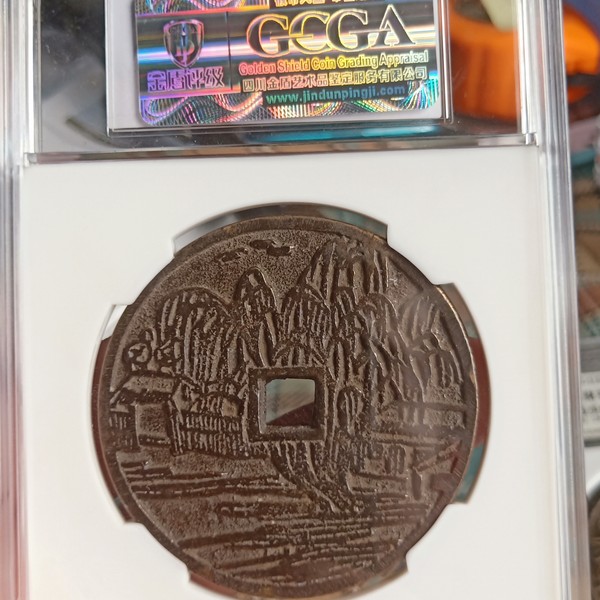 GCGA
Golden Shield Coin Grading Appraisal
金盾评级
四川金盾艺术品鉴定服务有限公司
www.jindunpingji.com